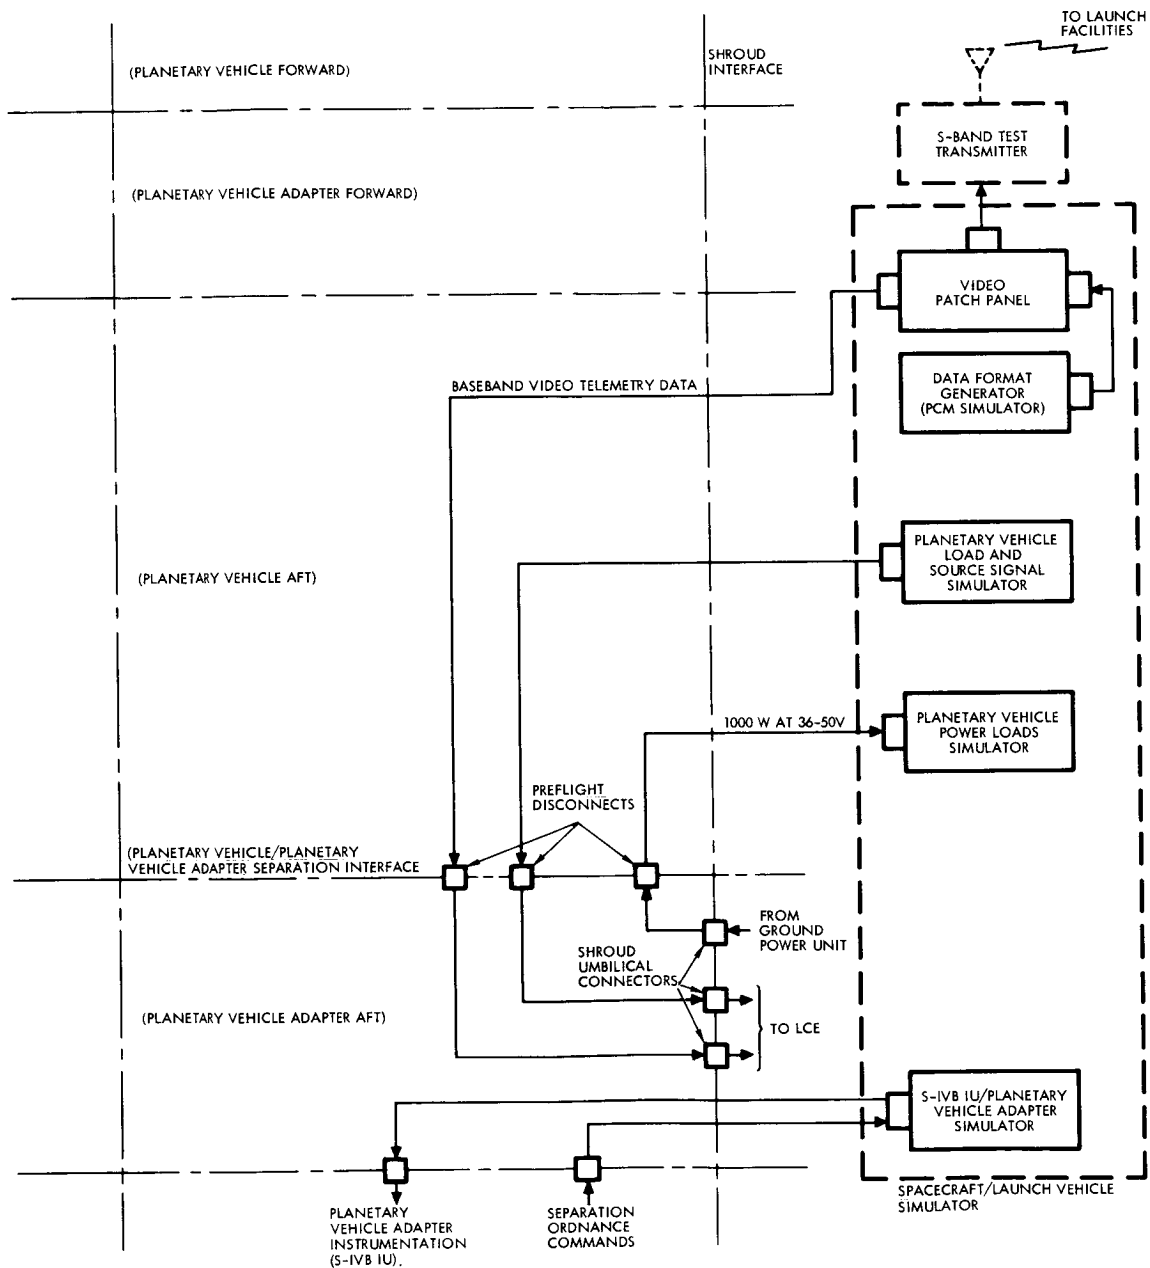 TO LAUNCH
FACILITIES
(PLANETARY VEHICLE FORWARD)
SHROUD
INTERFACE
S-BAND TEST
TRANSMITTER
(PLANETARY VEHICLE ADAPTER FORWARD)
VIDEO
PATCH PANEL
BASEBAND VIDEO TELEMETRY DATA
DATA FORMAT
GENERATOR
(PCM SIMULATOR)
(PLANETARY VEHICLE AFT)
PLANETARY VEHICLE
LOAD AND
SOURCE SIGNAL
SIMULATOR
1000 W AT 36-50V
PLANETARY VEHICLE
POWER LOADS
SIMULATOR
PREFLIGHT
DISCONNECTS
(PLANETARY VEHICLE/PLANETARY
VEHICLE ADAPTER SEPARATION INTERFACE
FROM
GROUND
POWER UNIT
SHROUD
UMBILICAL
CONNECTORS
(PLANETARY VEHICLE ADAPTER AFT)
TO LCE
S-IVB IU/PLANETARY
VEHICLE ADAPTER
SIMULATOR
SPACECRAFT/LAUNCH VEHICLE
SIMULATOR
PLANETARY
VEHICLE ADAPTER
INSTRUMENTATION
(S-IVB IU).
SEPARATION
ORDNANCE
COMMANDS